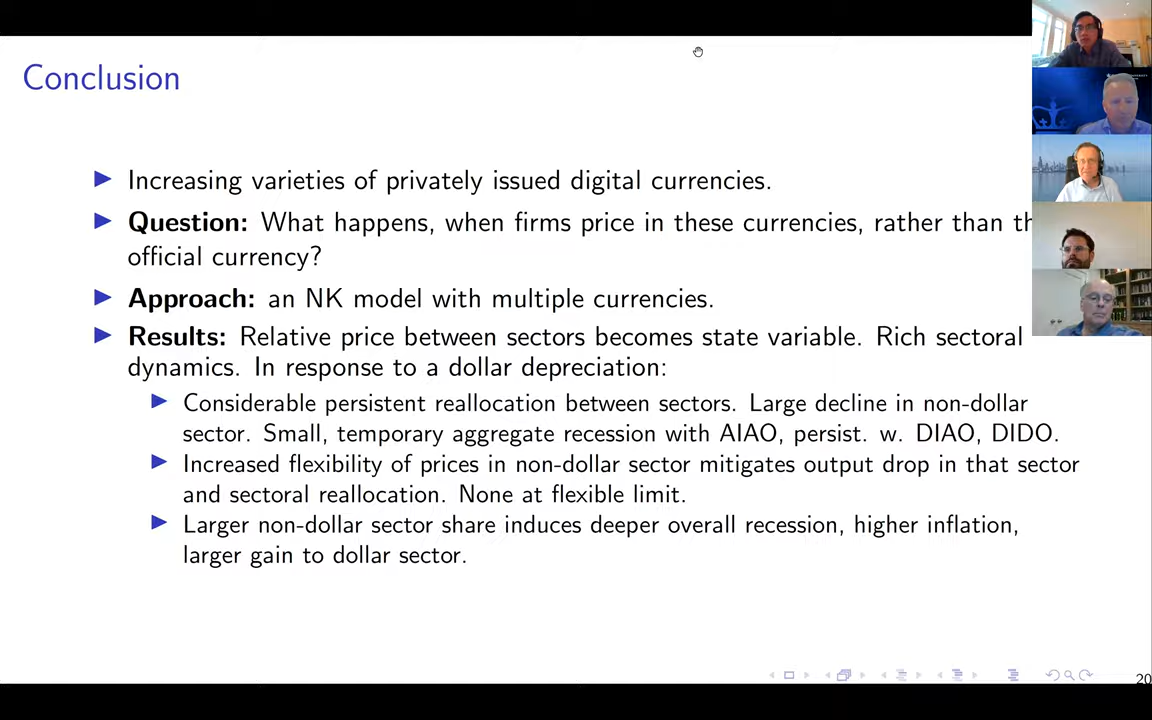 Conclusion
Increasing varieties of privately issued digital currencies.
Question: What happens, when firms price in these currencies, rather than th
official currency?
Approach: an NK model with multiple currencies.
Results: Relative price between sectors becomes state variable. Rich sectoral
dynamics. In response to a dollar depreciation:
Considerable persistent reallocation between sectors. Large decline in non-dollar
sector. Small, temporary aggregate recession with AIAO, persist. w. DIAO, DIDO.
Increased flexibility of prices in non-dollar sector mitigates output drop in that sector
and sectoral reallocation. None at flexible limit.
Larger non-dollar sector share induces deeper overall recession, higher inflation,
larger gain to dollar sector.
20